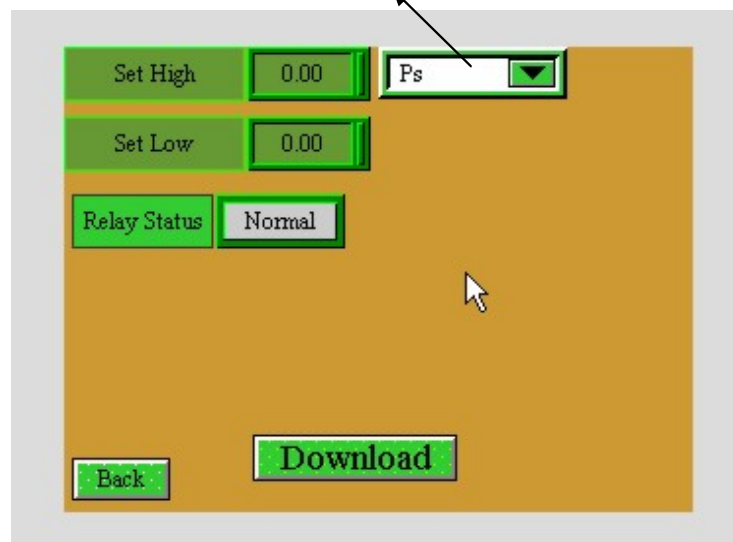 Set High 0.00 Ps
Set Low 0.00
Relay Status Normal
Download
Back